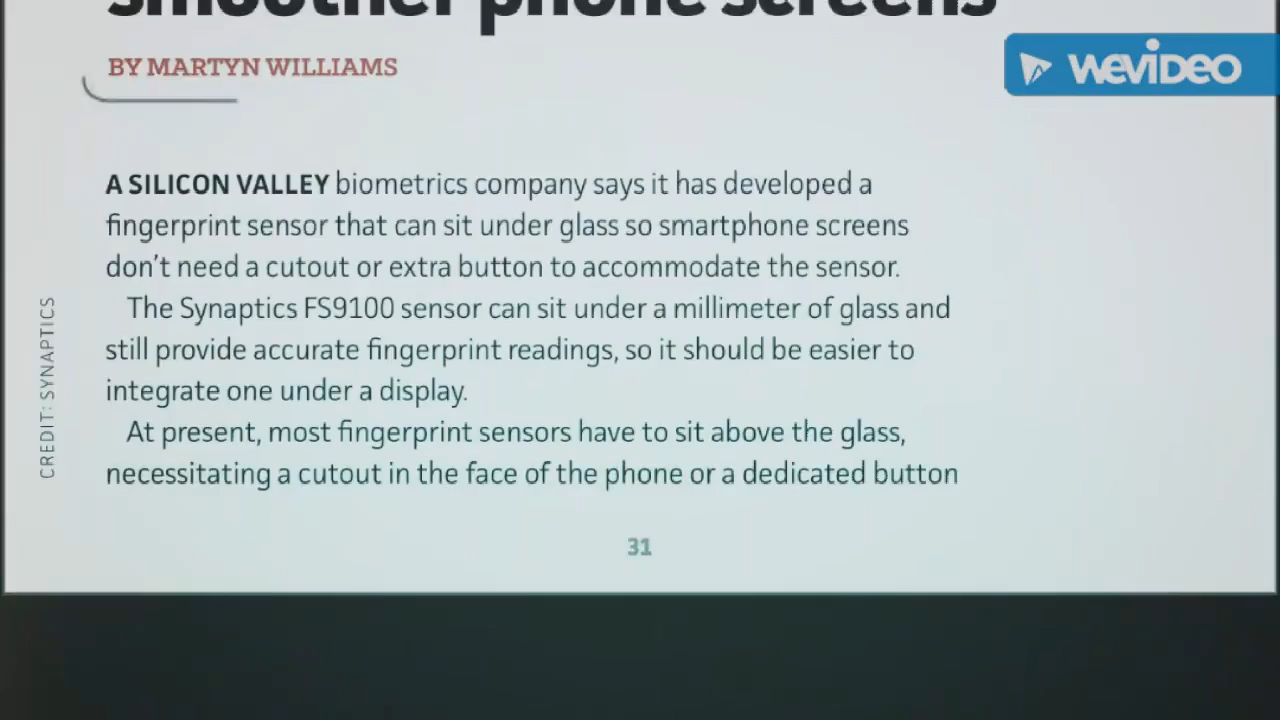 smoother phone screens
BY MARTYN WILLIAMS
WEVIDEO
A SILICON VALLEY biometrics company says it has developed a
fingerprint sensor that can sit under glass so smartphone screens
don't need a cutout or extra button to accommodate the sensor.
The Synaptics FS9100 sensor can sit under a millimeter of glass and
still provide accurate fingerprint readings, so it should be easier to
integrate one under a display.
At present, most fingerprint sensors have to sit above the glass,
necessitating a cutout in the face of the phone or a dedicated button
CREDIT: SYNAPTICS
31